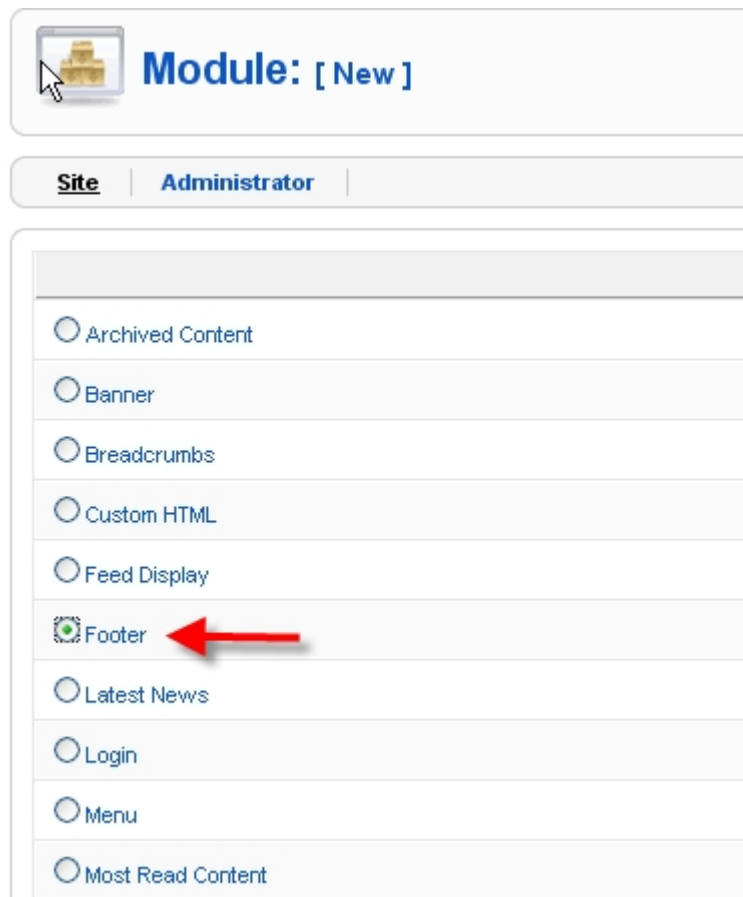 Module: [ New ]
Site Administrator
Archived Content
Banner
Breadcrumbs
Custom HTML
Feed Display
Footer
Latest News
Login
Menu
Most Read Content